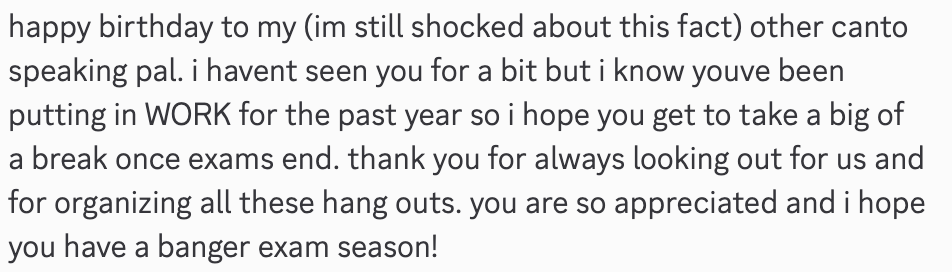 happy birthday to my (im still shocked about this fact) other canto
speaking pal. i havent seen you for a bit but i know youve been
putting in WORK for the past year so i hope you get to take a big of
a break once exams end. thank you for always looking out for us and
for organizing all these hang outs. you are so appreciated and i hope
you have a banger exam season!